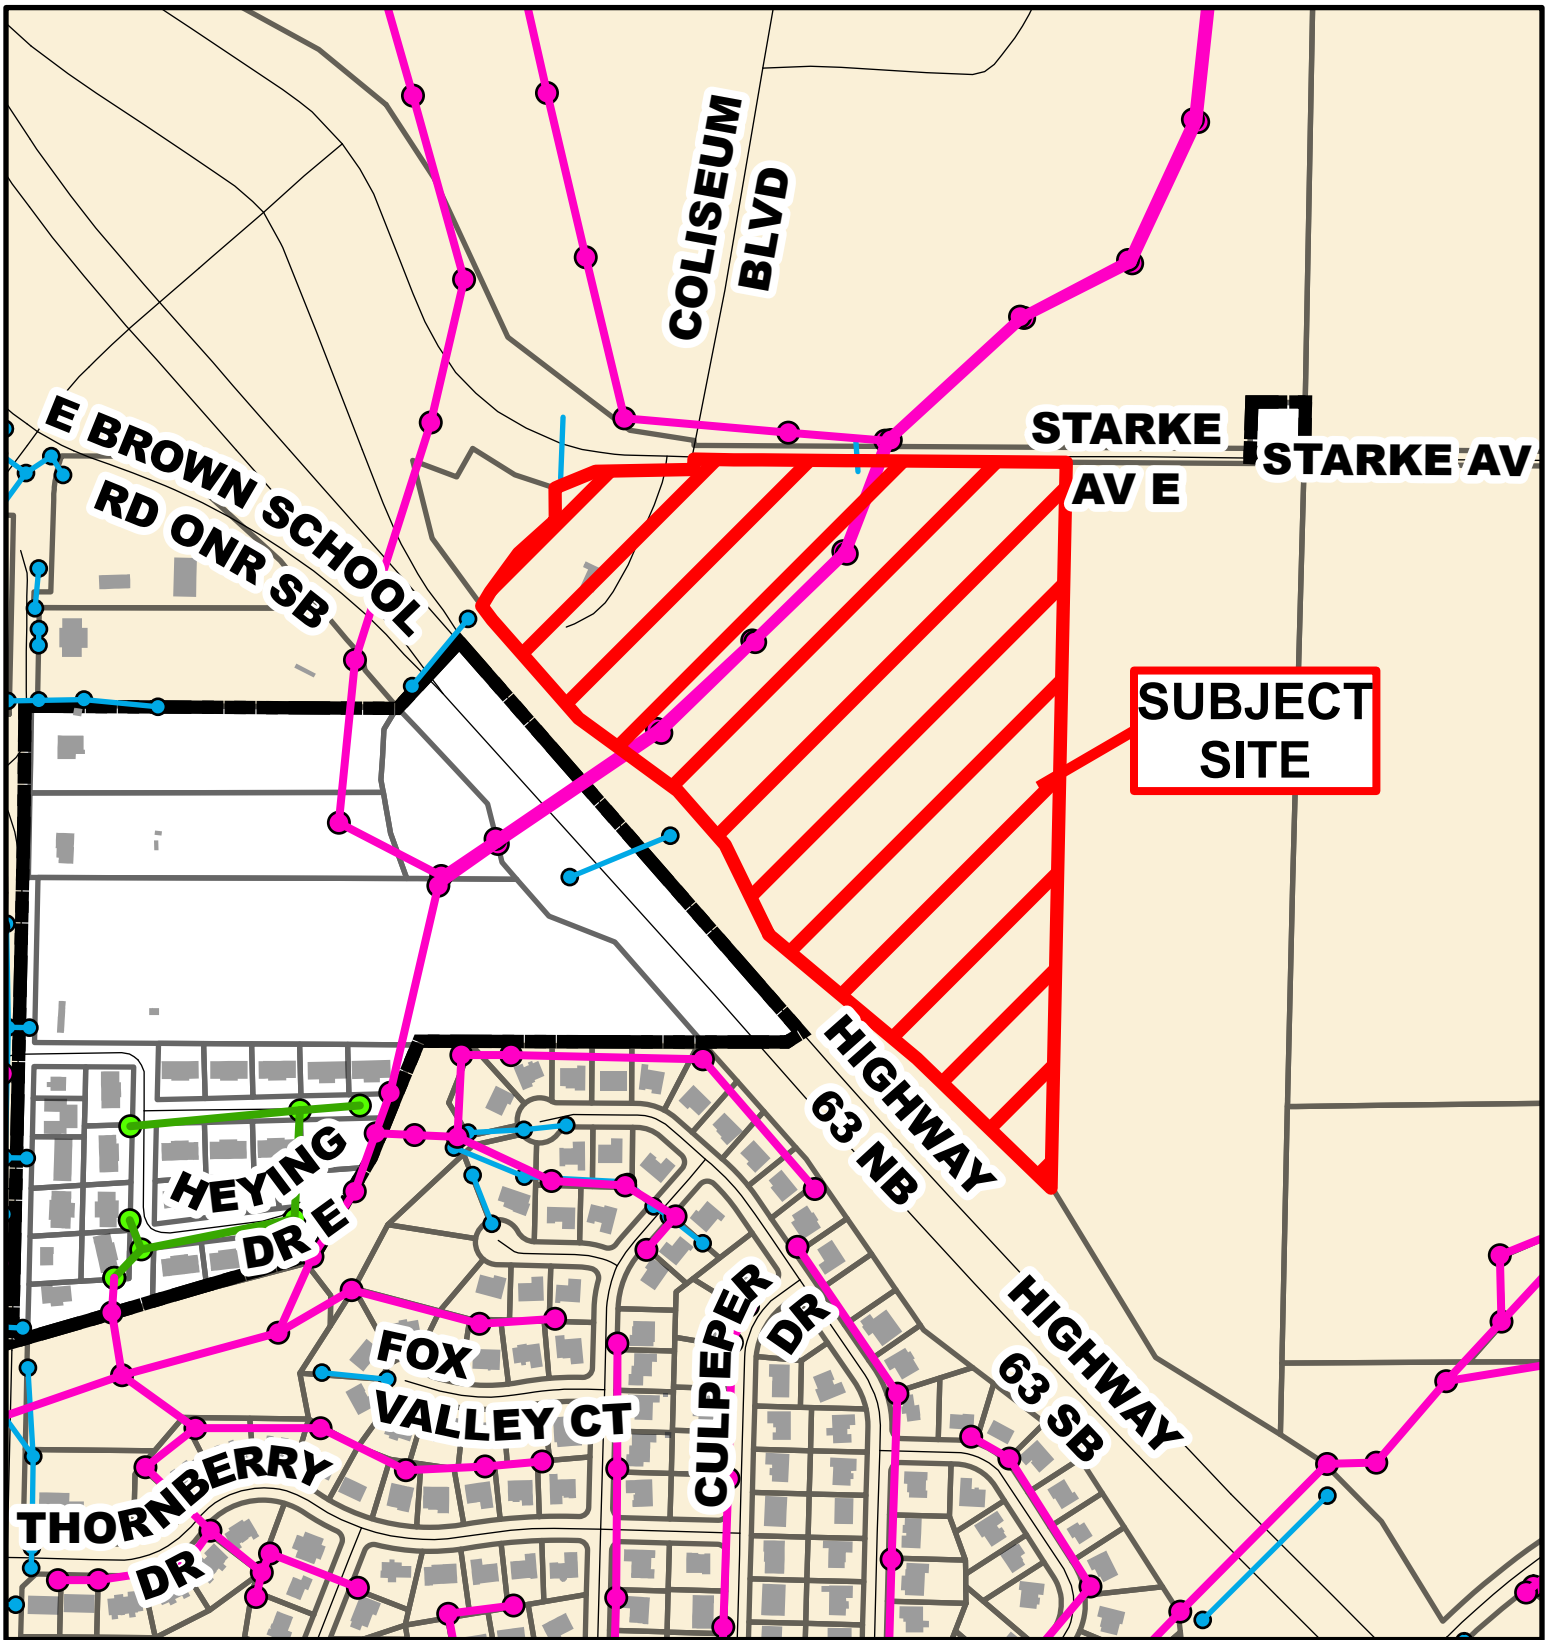 COLISEUM
BLVD
E BROWN SCHOOL
RD ONR SB
STARKE
AV E
STARKE AV
SUBJECT
SITE
HIGHWAY
63 NB
HEYING
DR E
HIGHWAY
63 SB
CULPEPER
DR
FOX
VALLEY CT
THORNBERRY
DR